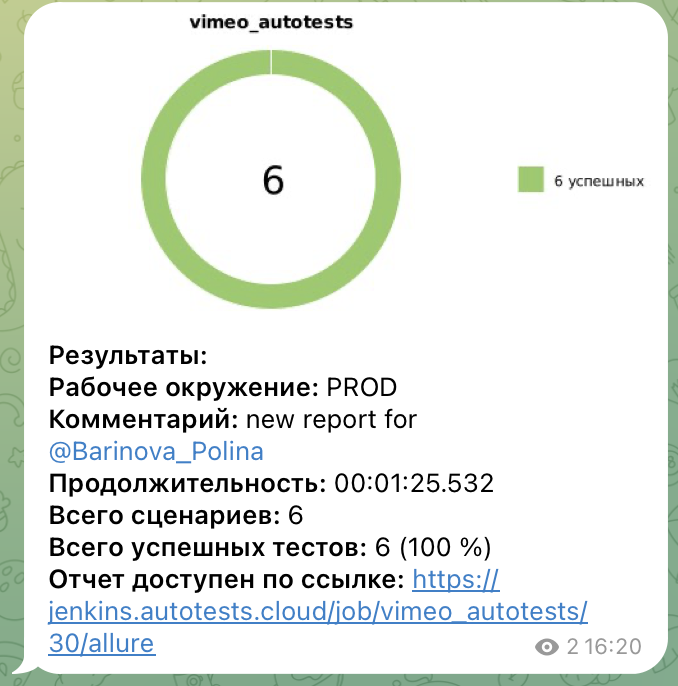 vimeo_autotests
6
6 успешных
Результаты:
Рабочее окружение: PROD
Комментарий: new report for
@Barinova_Polina
Продолжительность: 00:01:25.532
Всего сценариев: 6
Всего успешных тестов: 6 (100 %)
Отчет доступен по ссылке: https://
jenkins.autotests.cloud/job/vimeo_autotests/
30/allure
2 16:20